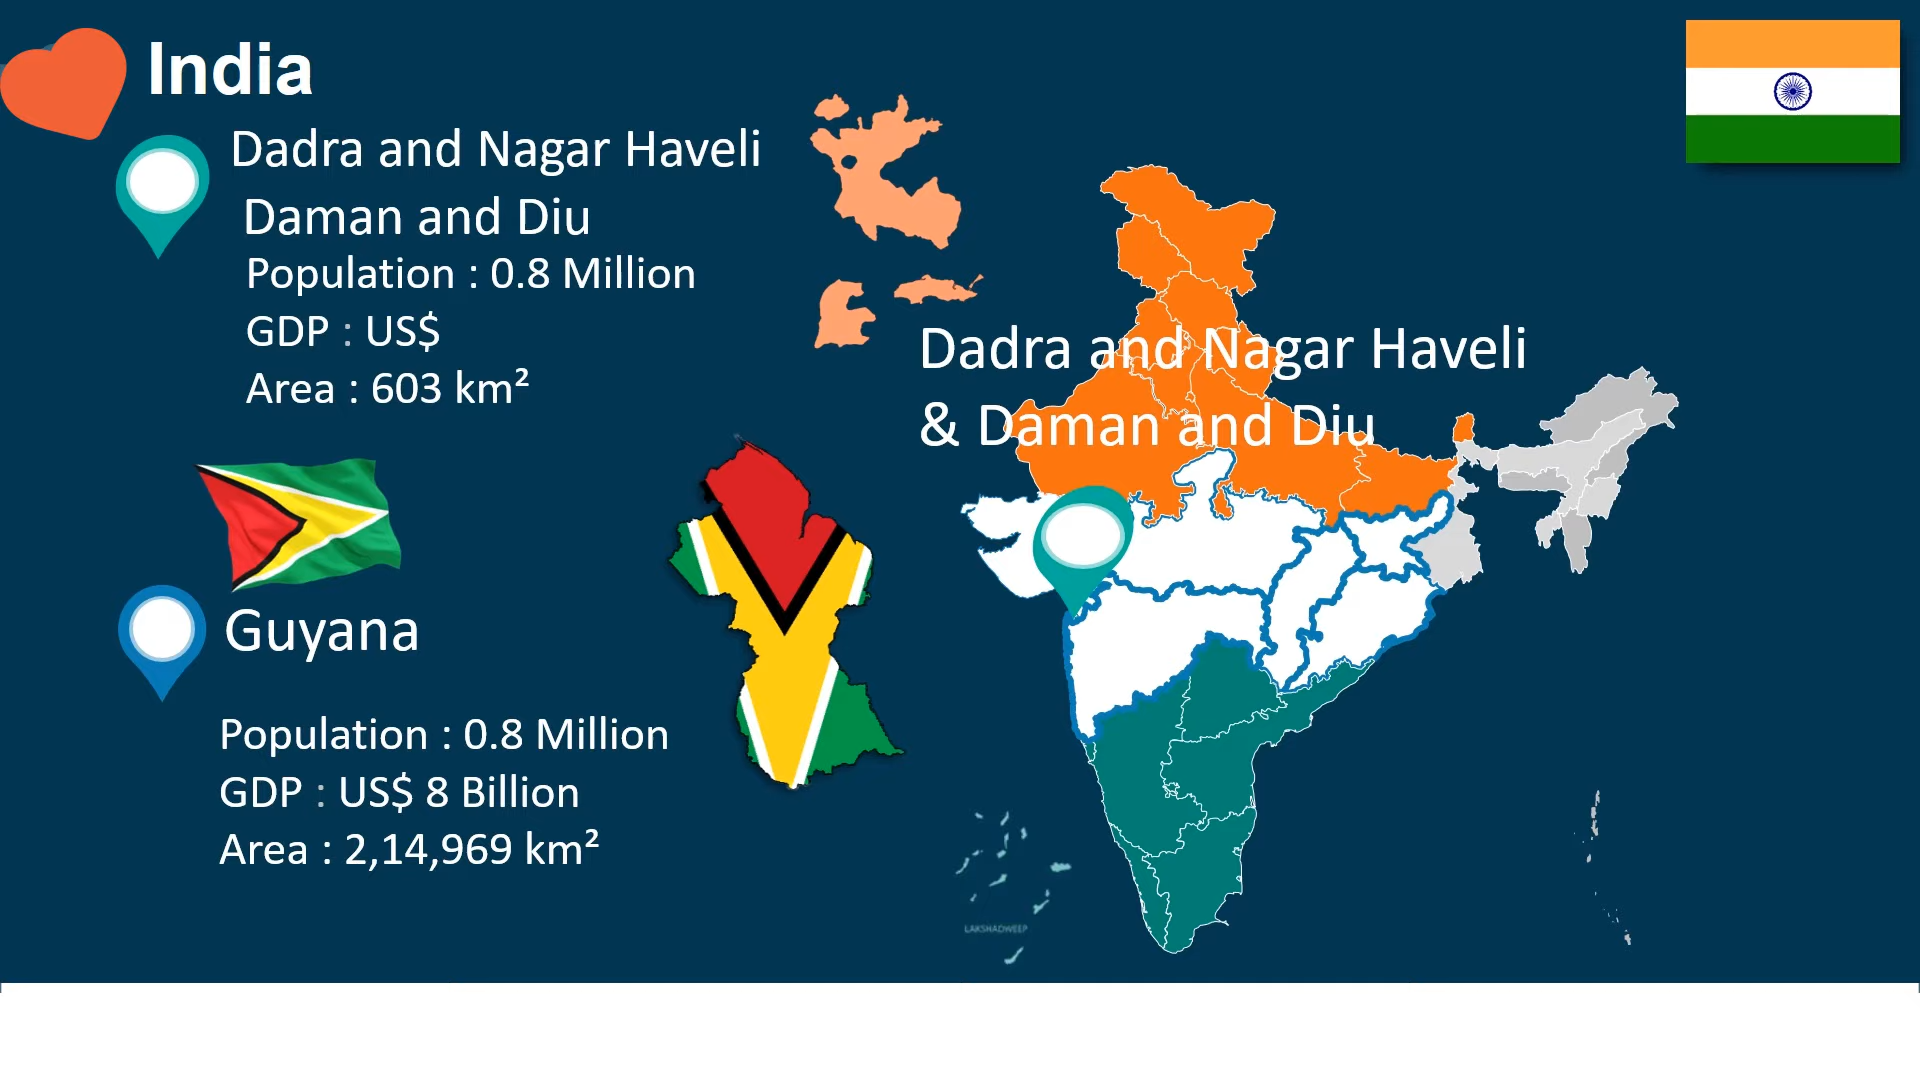 India
Dadra and Nagar Haveli
Daman and Diu
Population : 0.8 Million
GDP : US$
Area : 603 km²
Dadra and Nagar Haveli
& Daman and Diu
Guyana
Population : 0.8 Million
GDP : US$ 8 Billion
Area : 2,14,969 km²
LAKSHADWEEP